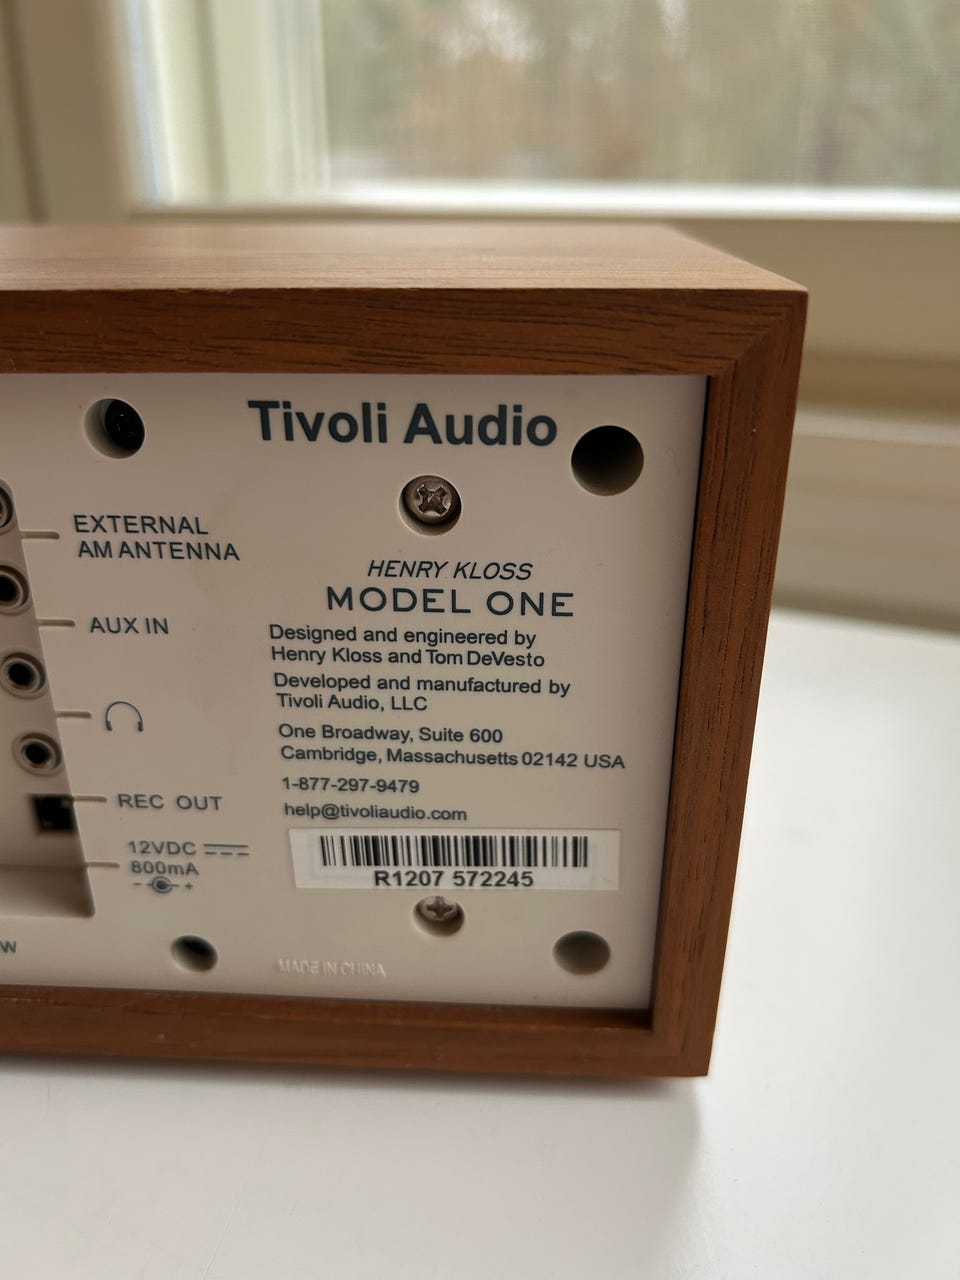 Tivoli Audio
EXTERNAL
AM ANTENNA
AUX IN
REC OUT
12VDC
800mA
- +
W
HENRY KLOSS
MODEL ONE
Designed and engineered by
Henry Kloss and Tom DeVesto
Developed and manufactured by
Tivoli Audio, LLC
One Broadway, Suite 600
Cambridge, Massachusetts 02142 USA
1-877-297-9479
help@tivoliaudio.com
R1207 572245
MADE IN CHINA